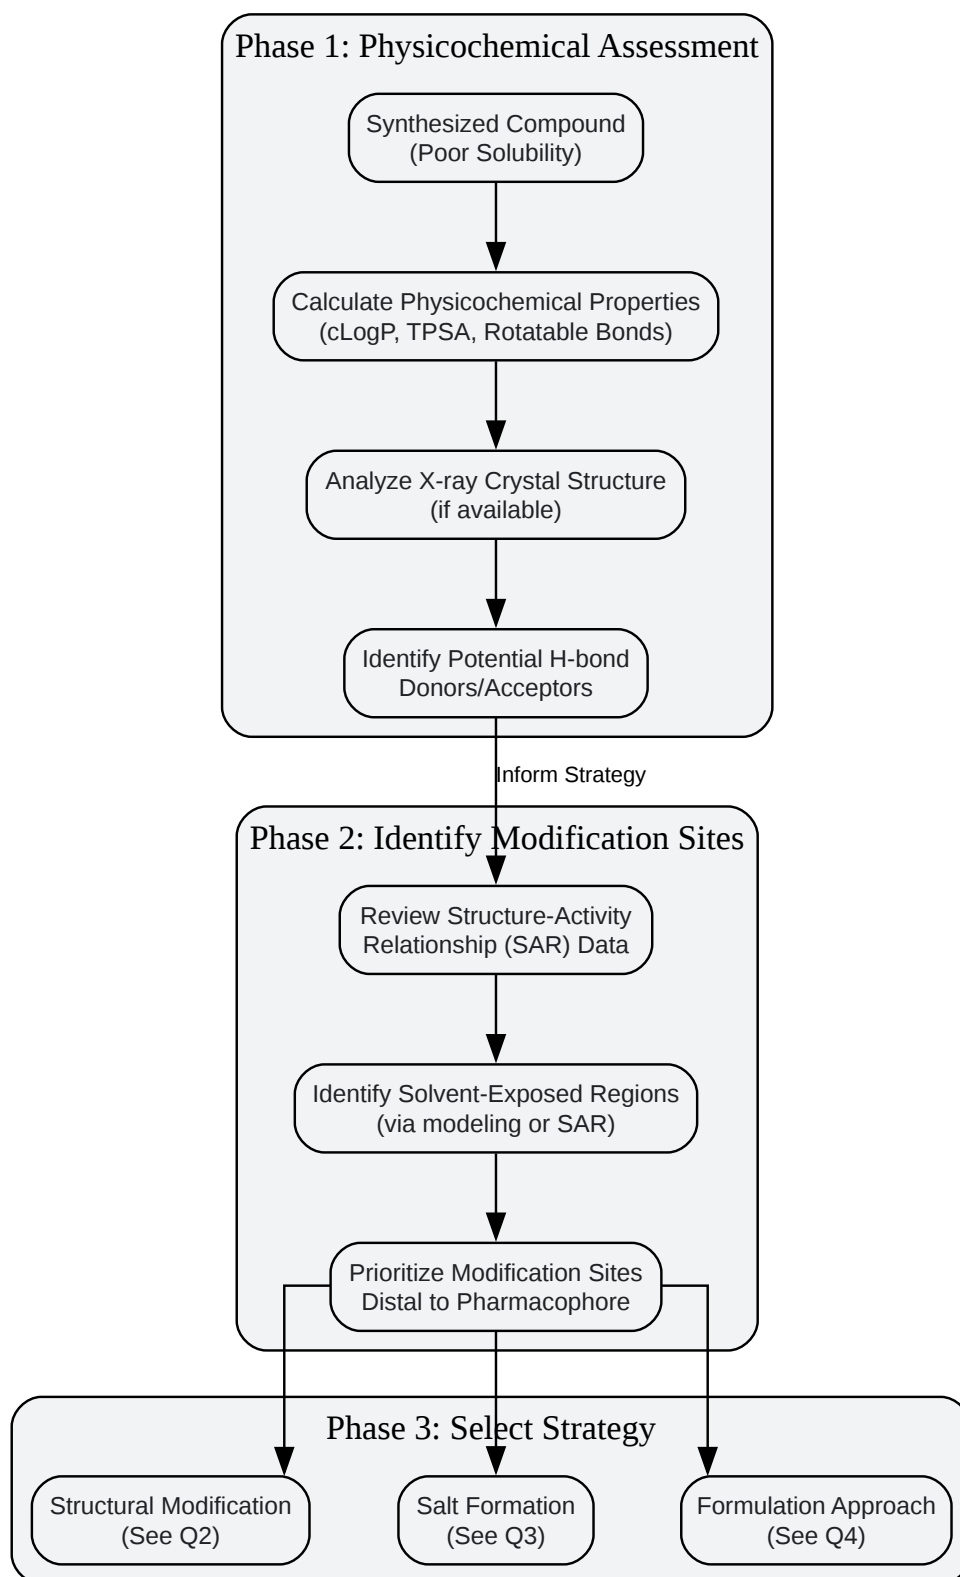 Phase 1: Physicochemical Assessment
Synthesized Compound
(Poor Solubility)
Calculate Physicochemical Properties
(cLogP, TPSA, Rotatable Bonds)
Analyze X-ray Crystal Structure
(if available)
Identify Potential H-bond
Donors/Acceptors
Inform Strategy
Phase 2: Identify Modification Sites
Review Structure-Activity
Relationship (SAR) Data
Identify Solvent-Exposed Regions
(via modeling or SAR)
Prioritize Modification Sites
Distal to Pharmacophore
Phase 3: Select Strategy
Structural Modification
(See Q2)
Salt Formation
(See Q3)
Formulation Approach
(See Q4)